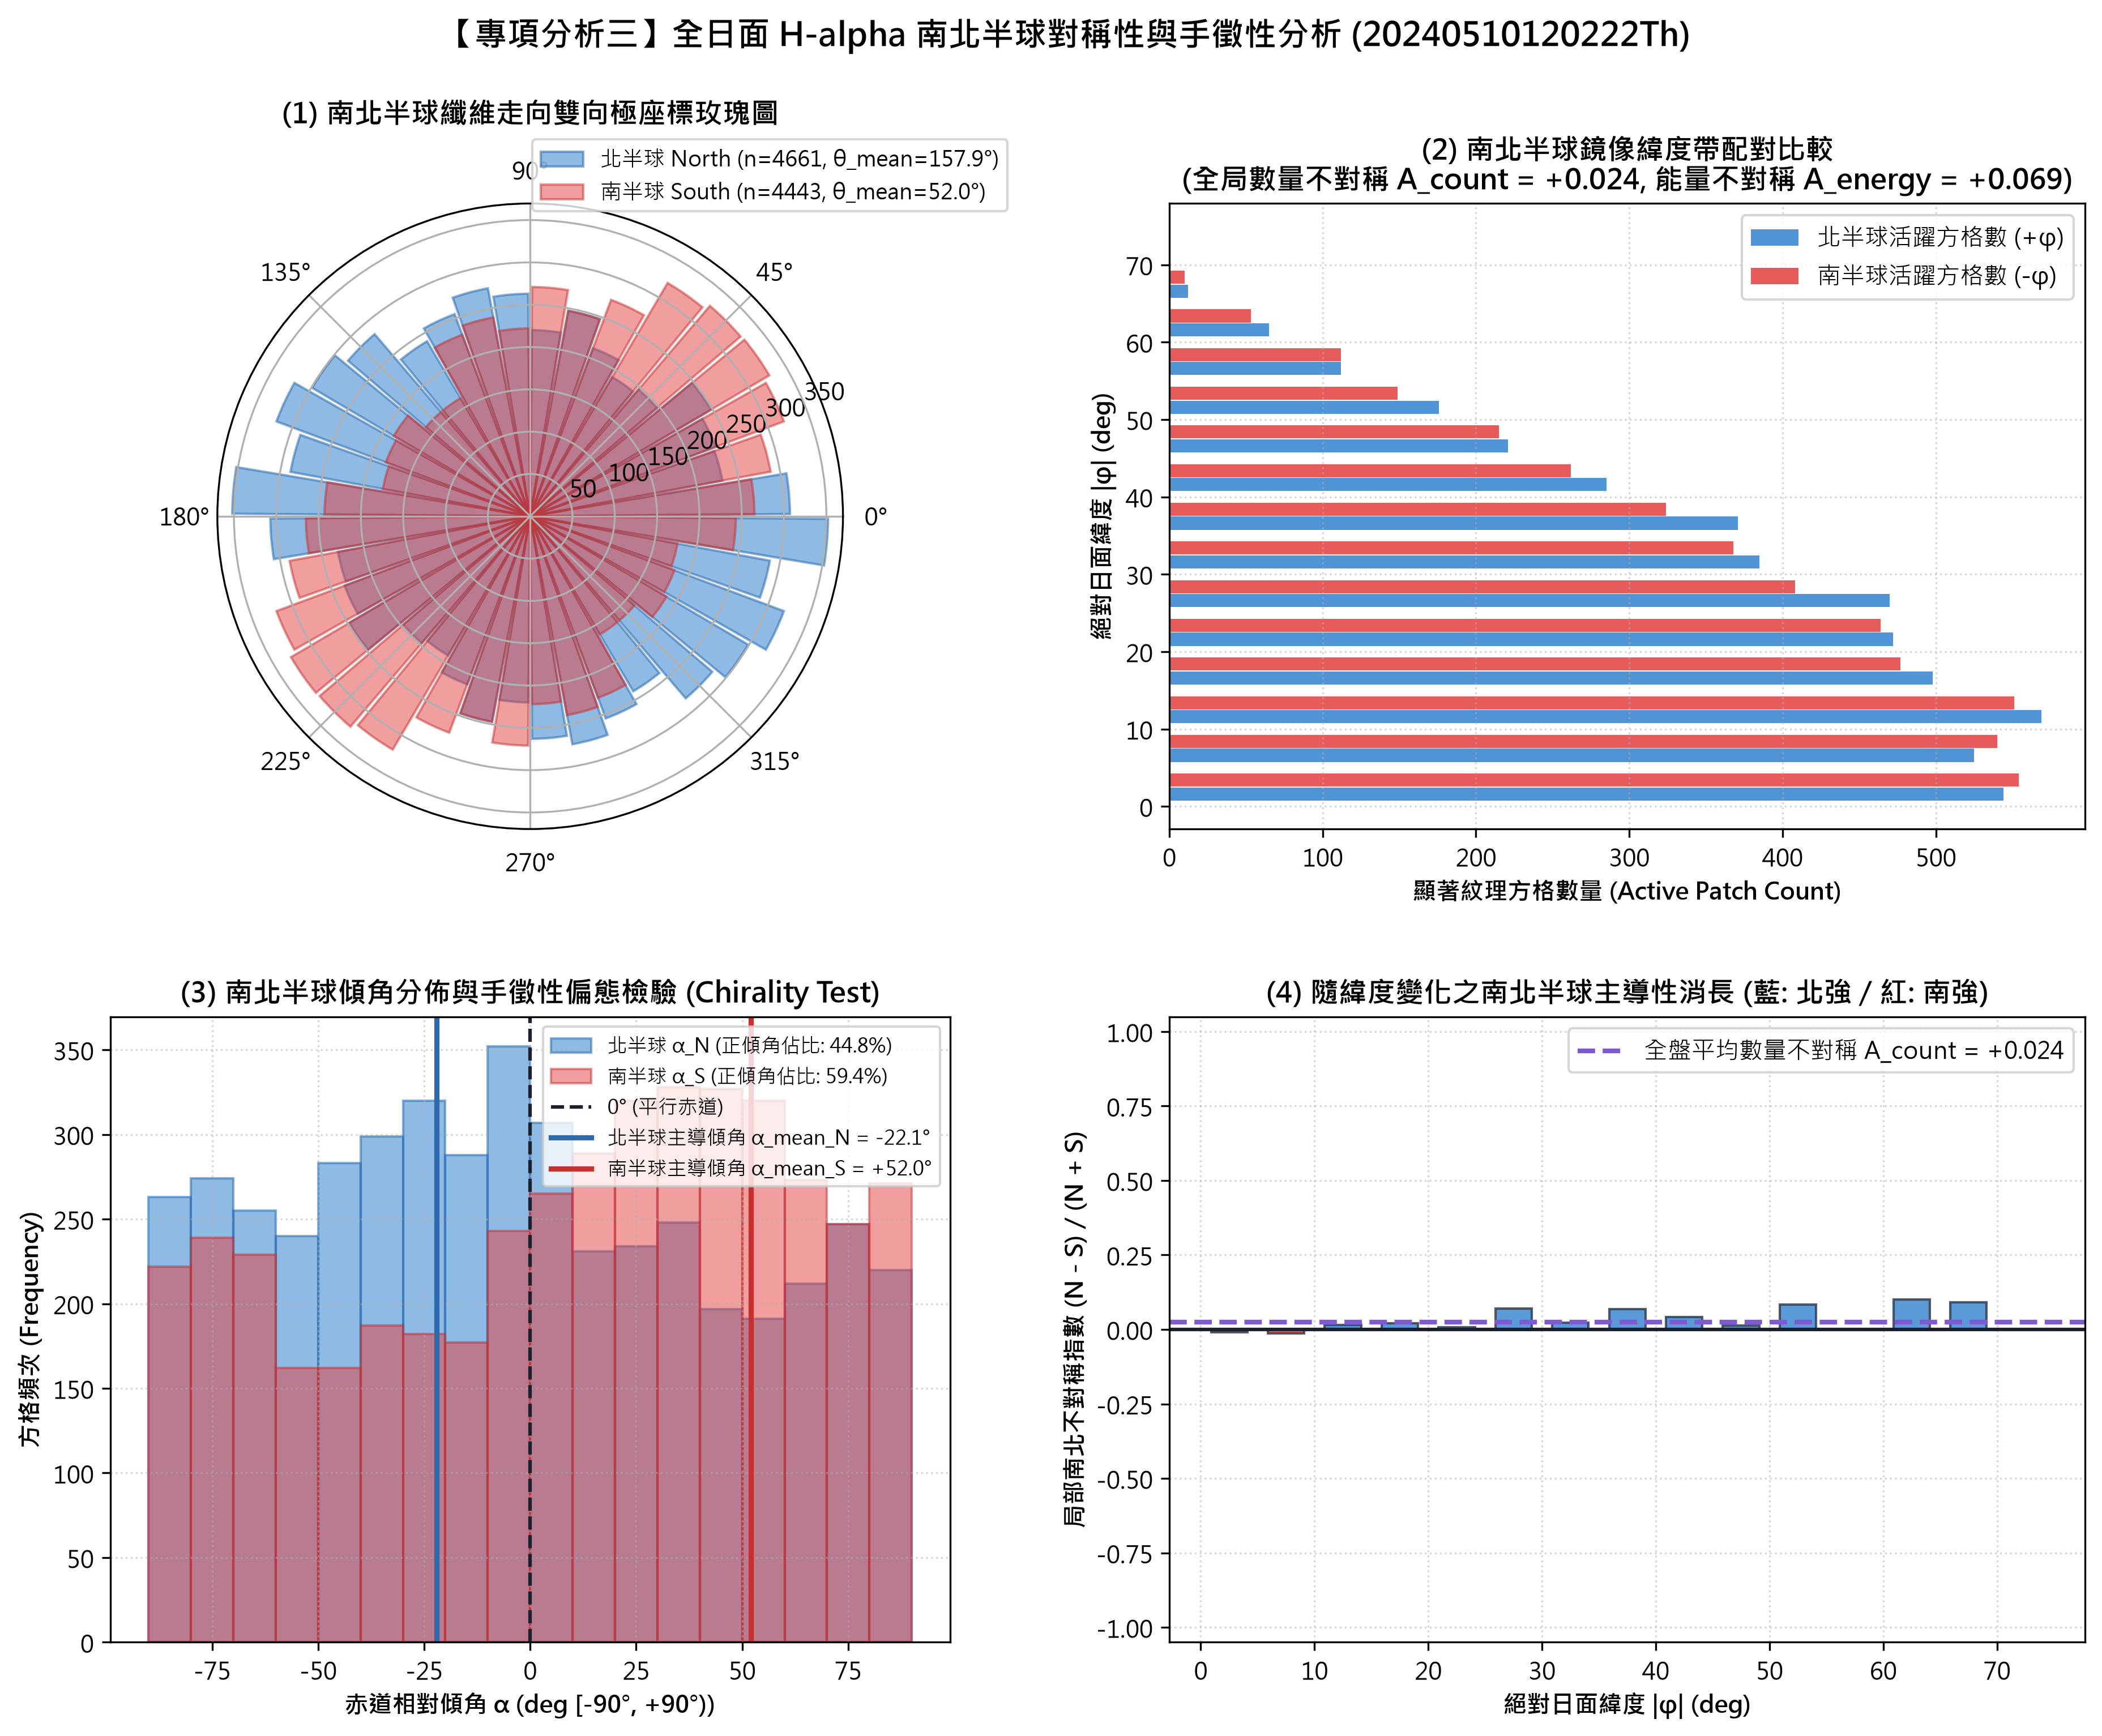 【專項分析三】全日面 H-alpha 南北半球對稱性與手徵性分析 (20240510120222Th)
(1) 南北半球纖維走向雙向極座標玫瑰圖
北半球 North (n=4661, θ_mean=157.9°)
南半球 South (n=4443, θ_mean=52.0°)
90°
135°
45°
180°
0°
225°
315°
270°
50
100
150
200
250
300
350
(2) 南北半球鏡像緯度帶配對比較
(全局數量不對稱 A_count = +0.024, 能量不對稱 A_energy = +0.069)
北半球活躍方格數 (+φ)
南半球活躍方格數 (-φ)
絕對日面緯度 |φ| (deg)
70
60
50
40
30
20
10
0
0 100 200 300 400 500
顯著紋理方格數量 (Active Patch Count)
(3) 南北半球傾角分佈與手徵性偏態檢驗 (Chirality Test)
北半球 α_N (正傾角佔比: 44.8%)
南半球 α_S (正傾角佔比: 59.4%)
0° (平行赤道)
北半球主導傾角 α_mean_N = -22.1°
南半球主導傾角 α_mean_S = +52.0°
方格頻次 (Frequency)
350
300
250
200
150
100
50
0
-75 -50 -25 0 25 50 75
赤道相對傾角 α (deg [-90°, +90°))
(4) 隨緯度變化之南北半球主導性消長 (藍: 北強 / 紅: 南強)
全盤平均數量不對稱 A_count = +0.024
局部南北不對稱指數 (N - S) / (N + S)
1.00
0.75
0.50
0.25
0.00
-0.25
-0.50
-0.75
-1.00
0 10 20 30 40 50 60 70
絕對日面緯度 |φ| (deg)